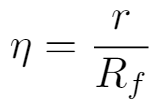 η = r / R_f